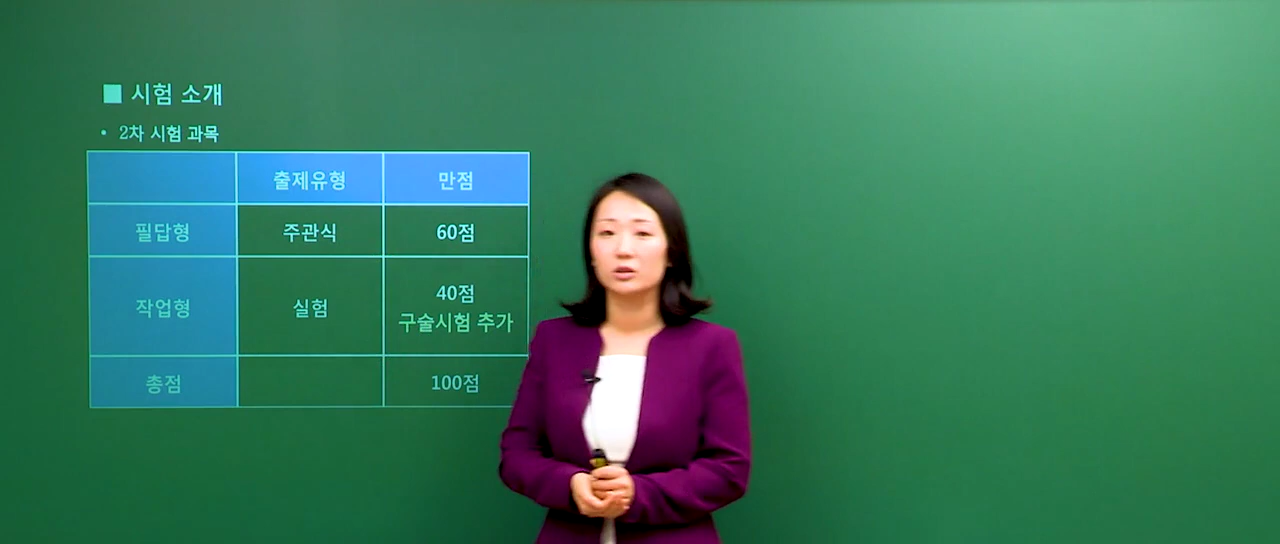 ■ 시험 소개
• 2차 시험 과목
출제유형 만점
필답형 주관식 60점
작업형 실험 40점
구술시험 추가
총점 100점